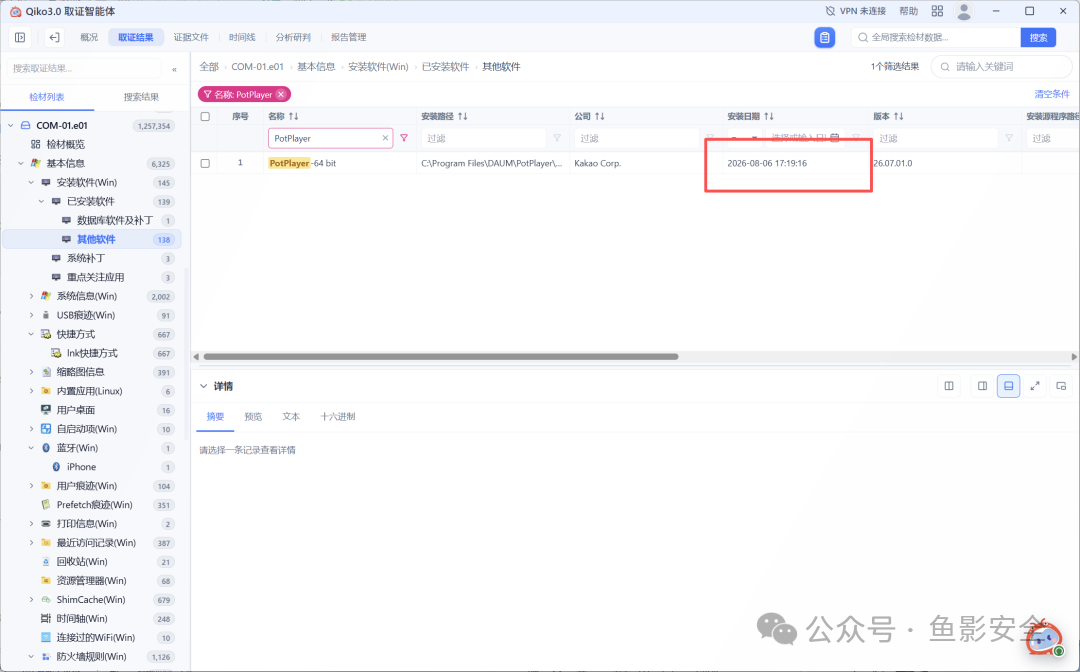 Qiko3.0 取证智能体
VPN 未连接
帮助
概况
取证结果
证据文件
时间线
分析研判
报告管理
全局搜索检材数据...
搜索
搜索取证结果...
«
检材列表
搜索结果
全部 › COM-01.e01 › 基本信息 › 安装软件(Win) › 已安装软件 › 其他软件
1个筛选结果
请输入关键词
名称: PotPlayer
清空条件
序号
名称
安装路径
公司
安装日期
版本
安装源程序路径
PotPlayer
过滤
过滤
过滤
过滤
1
PotPlayer-64 bit
C:\Program Files\DAUM\PotPlayer\...
Kakao Corp.
2026-08-06 17:19:16
26.07.01.0
COM-01.e01 1,257,354
检材概览
基本信息 6,325
安装软件(Win) 145
已安装软件 139
数据库软件及补丁 1
其他软件 138
系统补丁 3
重点关注应用 3
系统信息(Win) 2,002
USB痕迹(Win) 91
快捷方式 667
lnk快捷方式 667
缩略图信息 391
内置应用(Linux) 6
用户桌面 16
自启动项(Win) 10
蓝牙(Win) 1
iPhone 1
用户痕迹(Win) 104
Prefetch痕迹(Win) 351
打印信息(Win) 2
最近访问记录(Win) 387
回收站(Win) 21
资源管理器(Win) 68
ShimCache(Win) 679
时间轴(Win) 248
连接过的WiFi(Win) 10
防火墙规则(Win) 1,126
详情
摘要
预览
文本
十六进制
请选择一条记录查看详情
公众号 · 鱼影安全